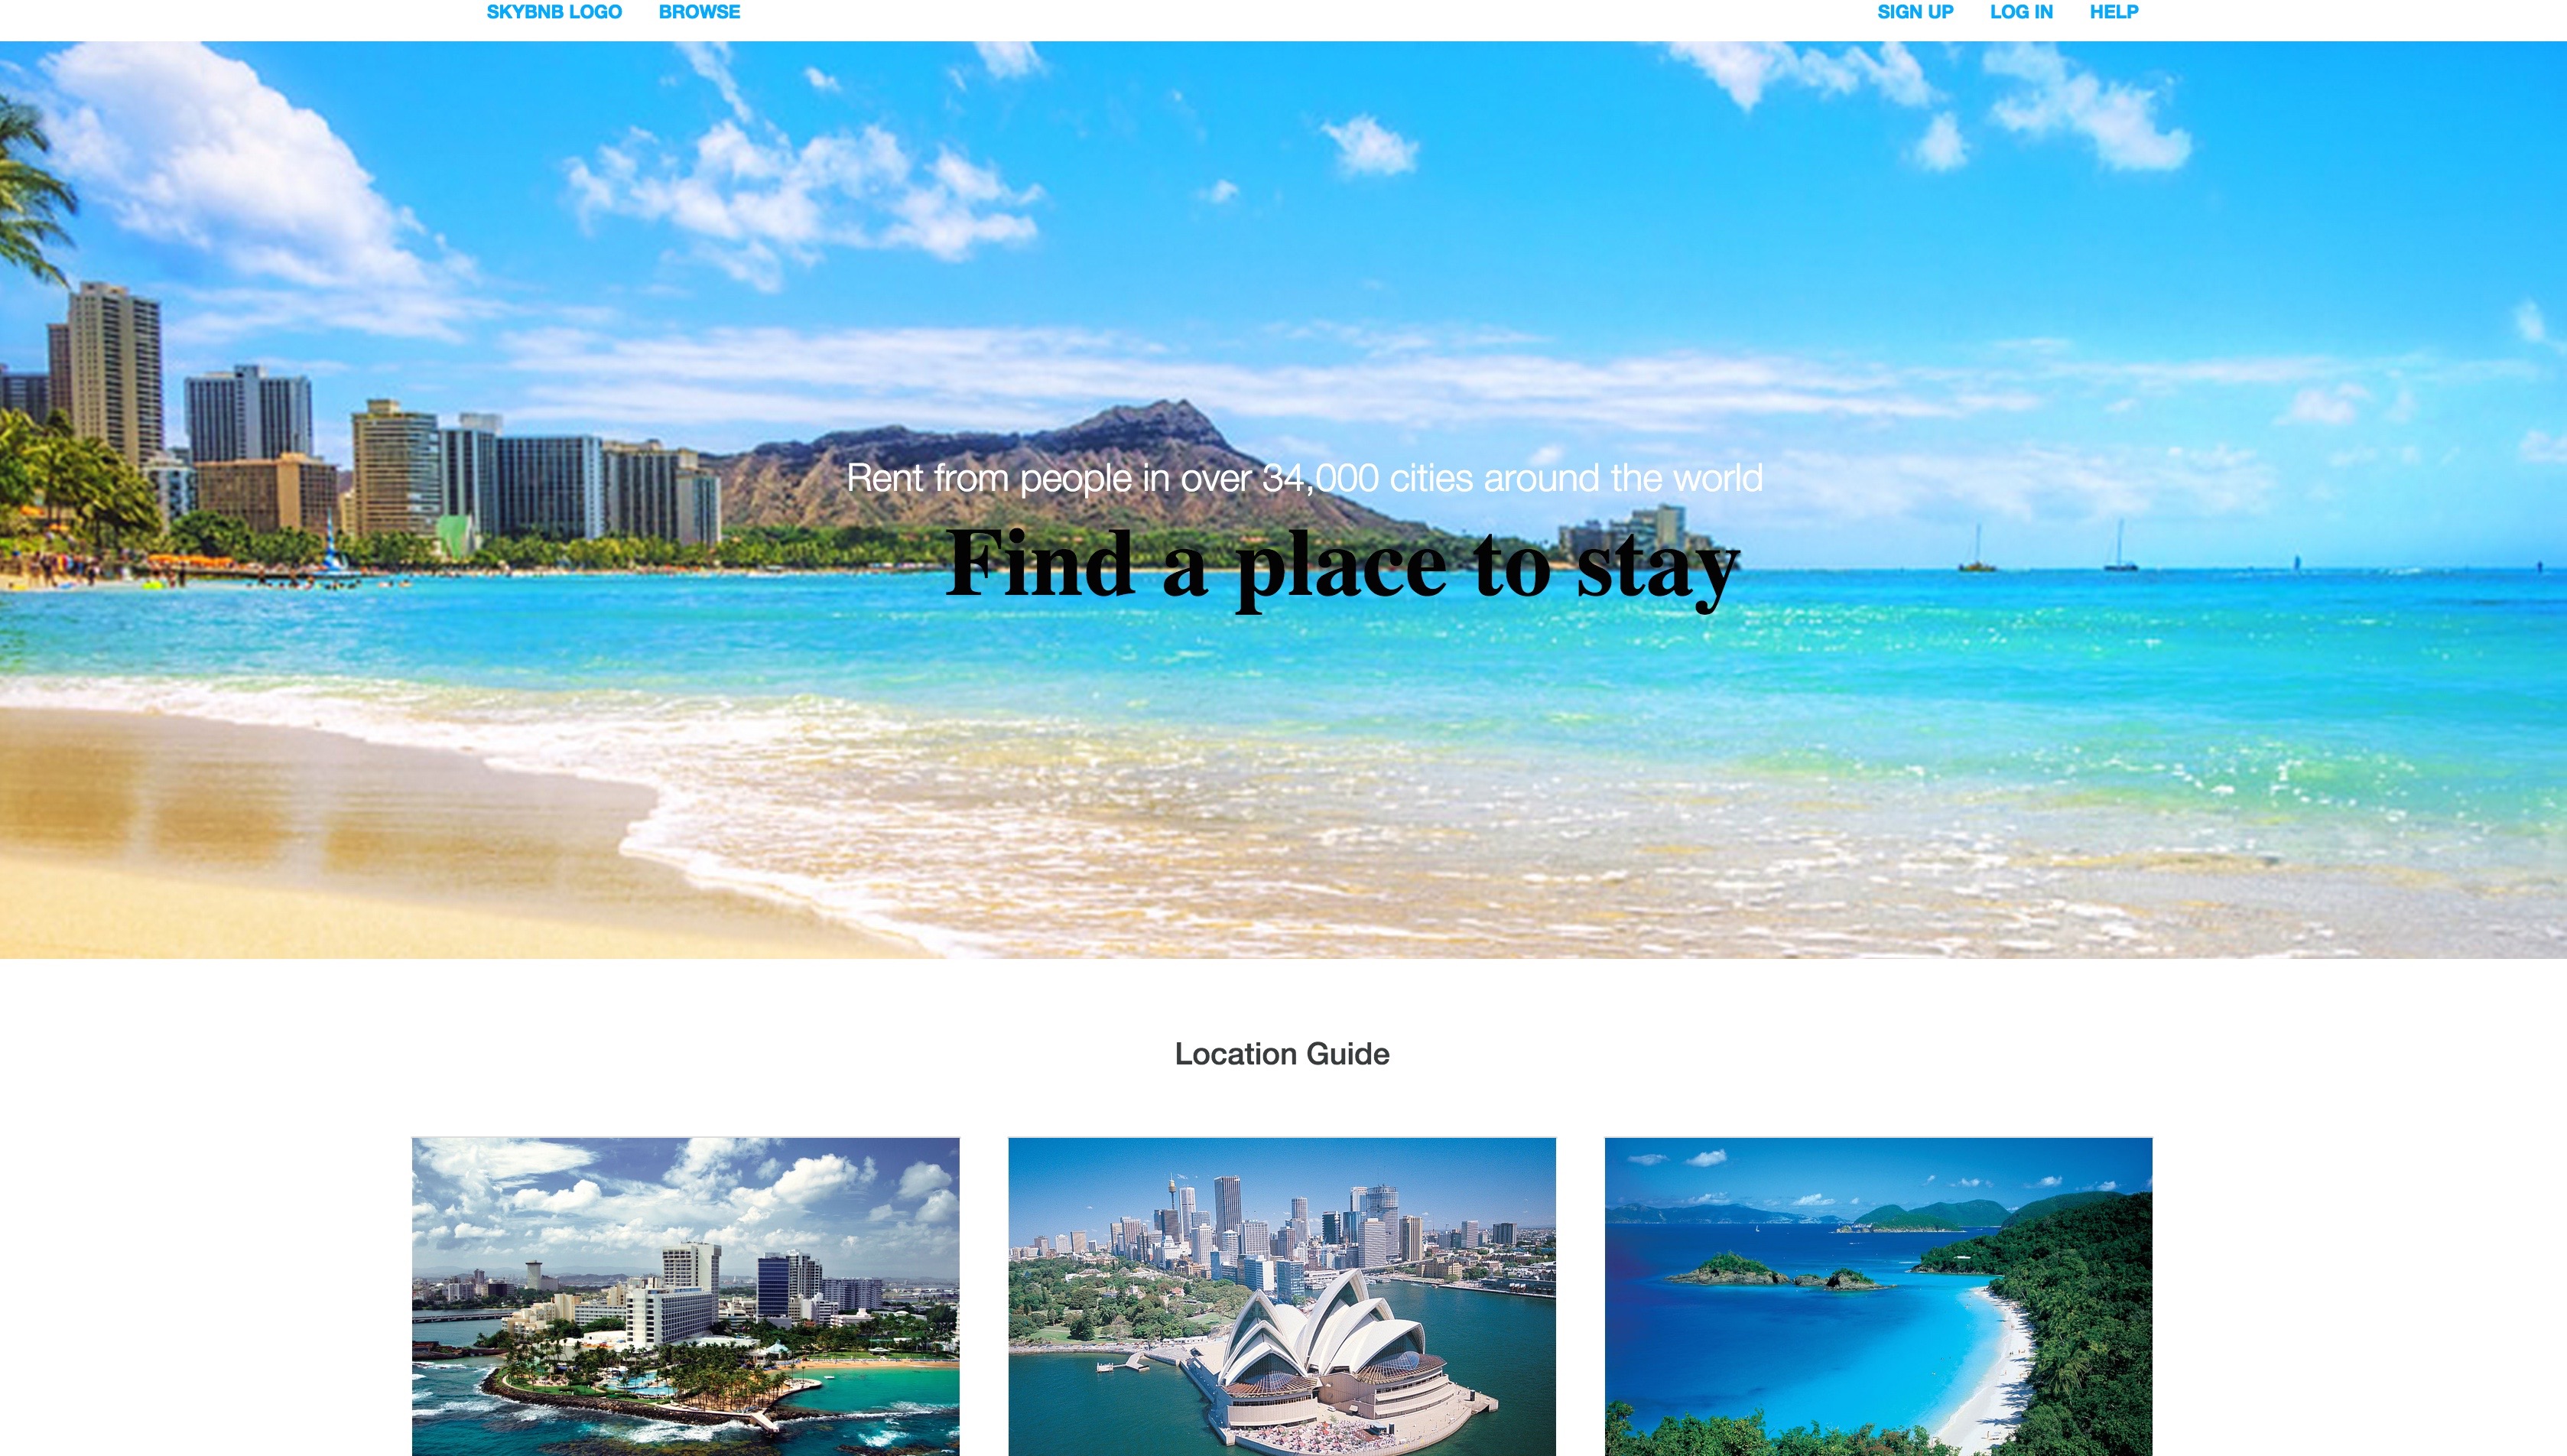 SKYBNB LOGO BROWSE SIGN UP LOG IN HELP
Rent from people in over 34,000 cities around the world
Find a place to stay
Location Guide